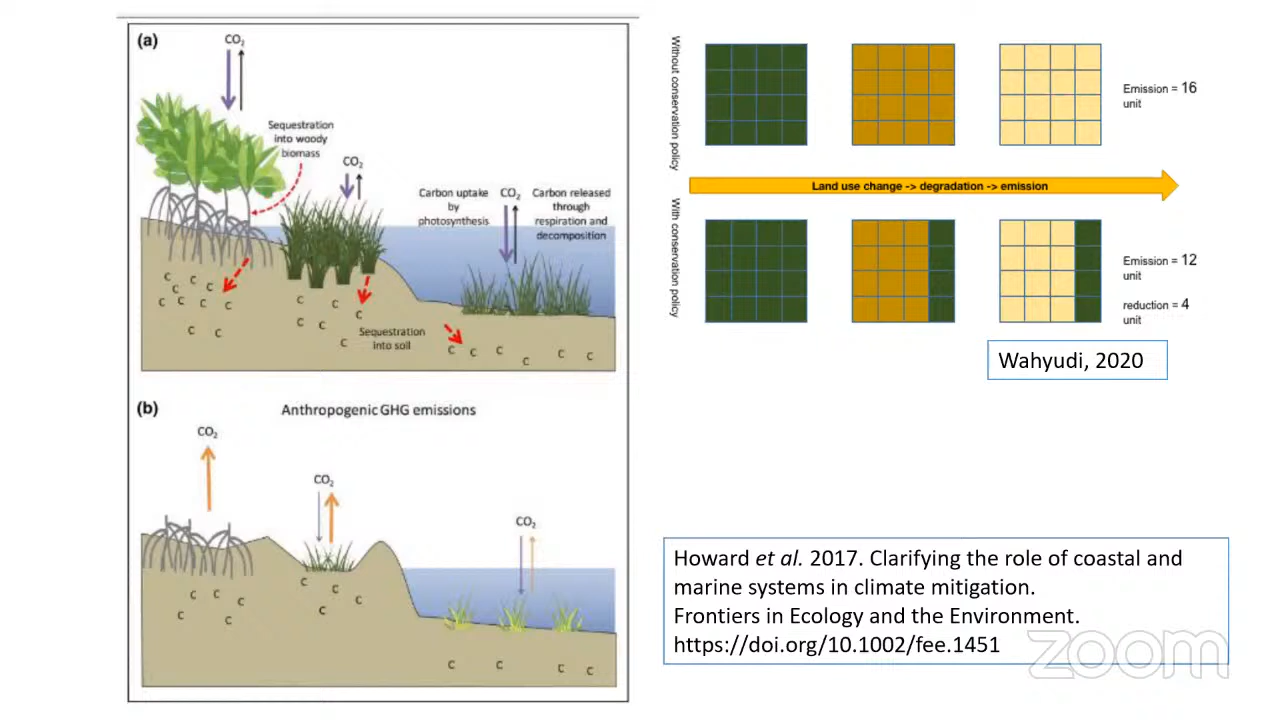 (a)
CO2
Sequestration
into woody
biomass
CO2
Carbon uptake
by
photosynthesis
CO2
Carbon released
through
respiration and
decomposition
C C C
C
C C C C
C C
C C
C
C C
C
Sequestration
into soil
C C C C C
C
(b)
Anthropogenic GHG emissions
CO2
CO2
CO2
C C C
C C
C
C
C
C
C C C C
Without conservation policy
Emission = 16
unit
Land use change -> degradation -> emission
With conservation policy
Emission = 12
unit
reduction = 4
unit
Wahyudi, 2020
Howard et al. 2017. Clarifying the role of coastal and
marine systems in climate mitigation.
Frontiers in Ecology and the Environment.
https://doi.org/10.1002/fee.1451
zoom